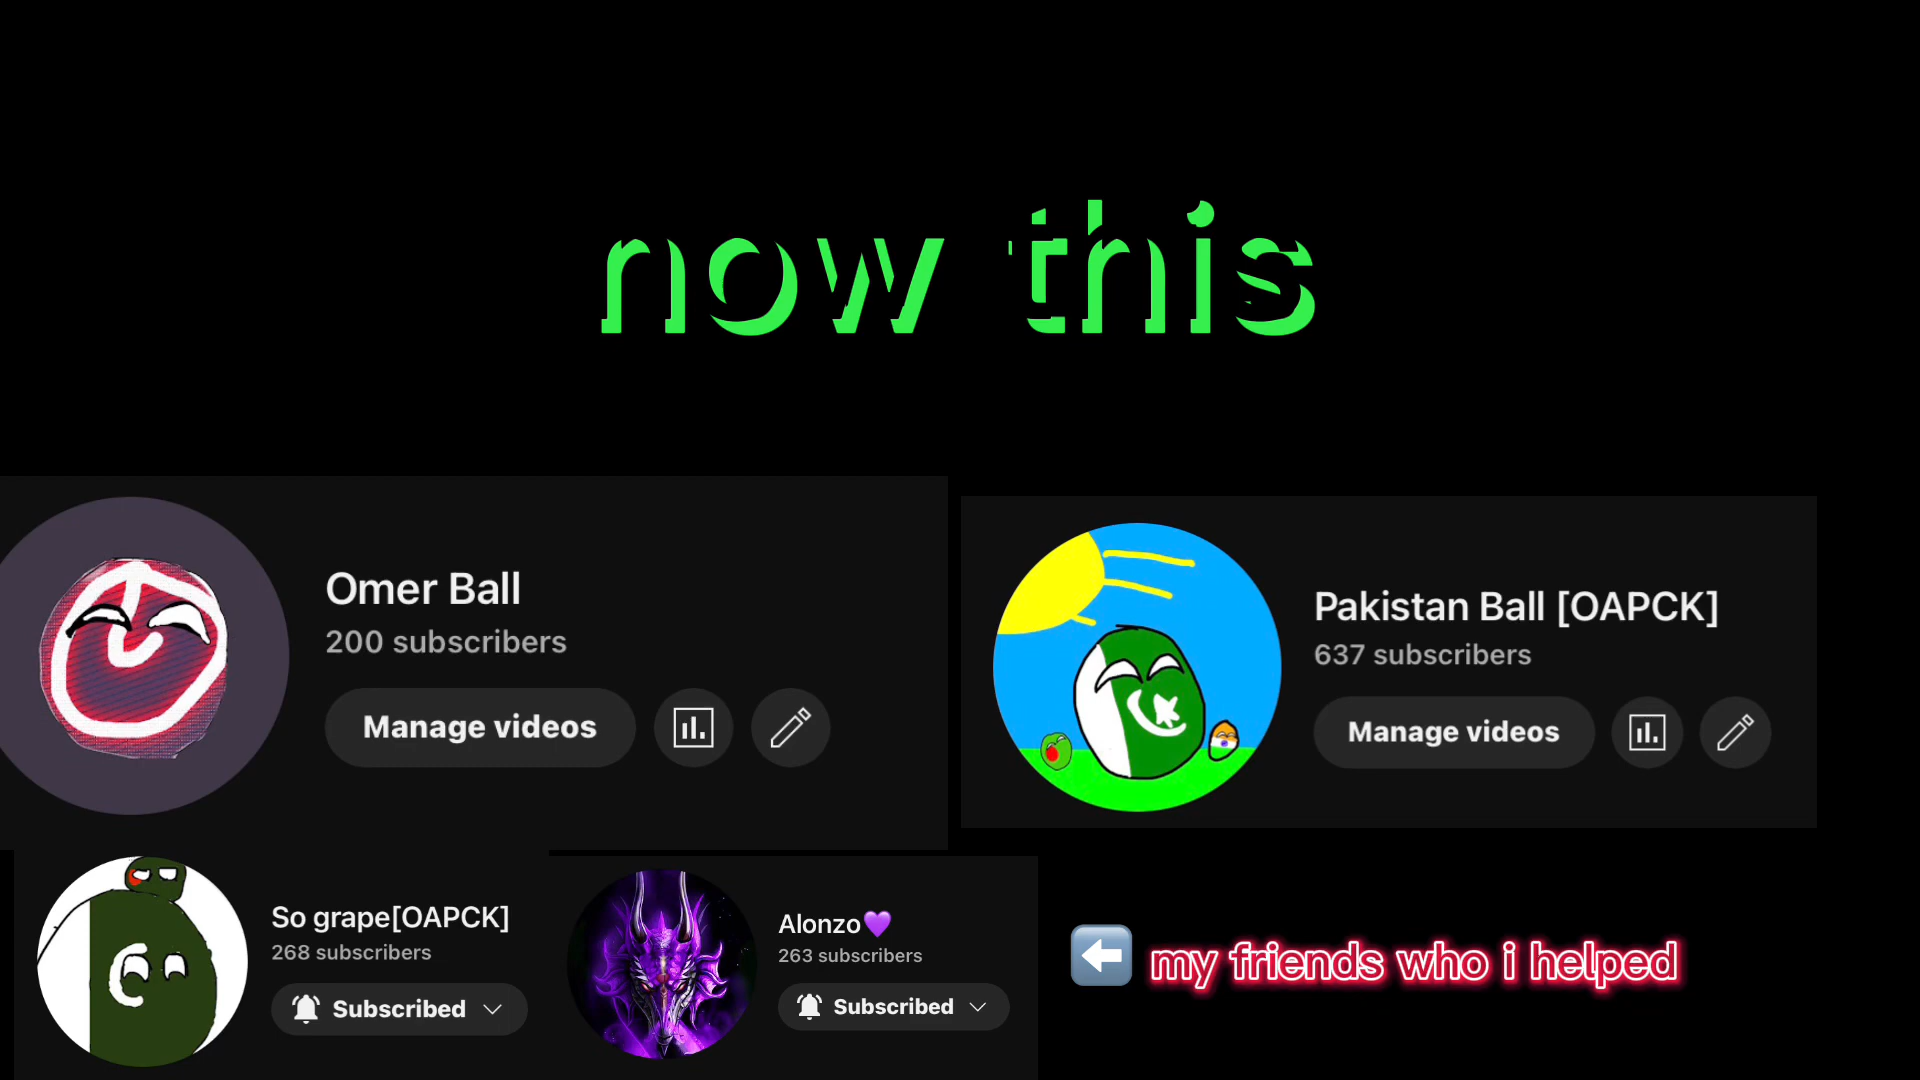 now this
Omer Ball
200 subscribers
Manage videos
Pakistan Ball [OAPCK]
637 subscribers
Manage videos
So grape[OAPCK]
268 subscribers
Subscribed
Alonzo💜
263 subscribers
Subscribed
⬅️ my friends who i helped